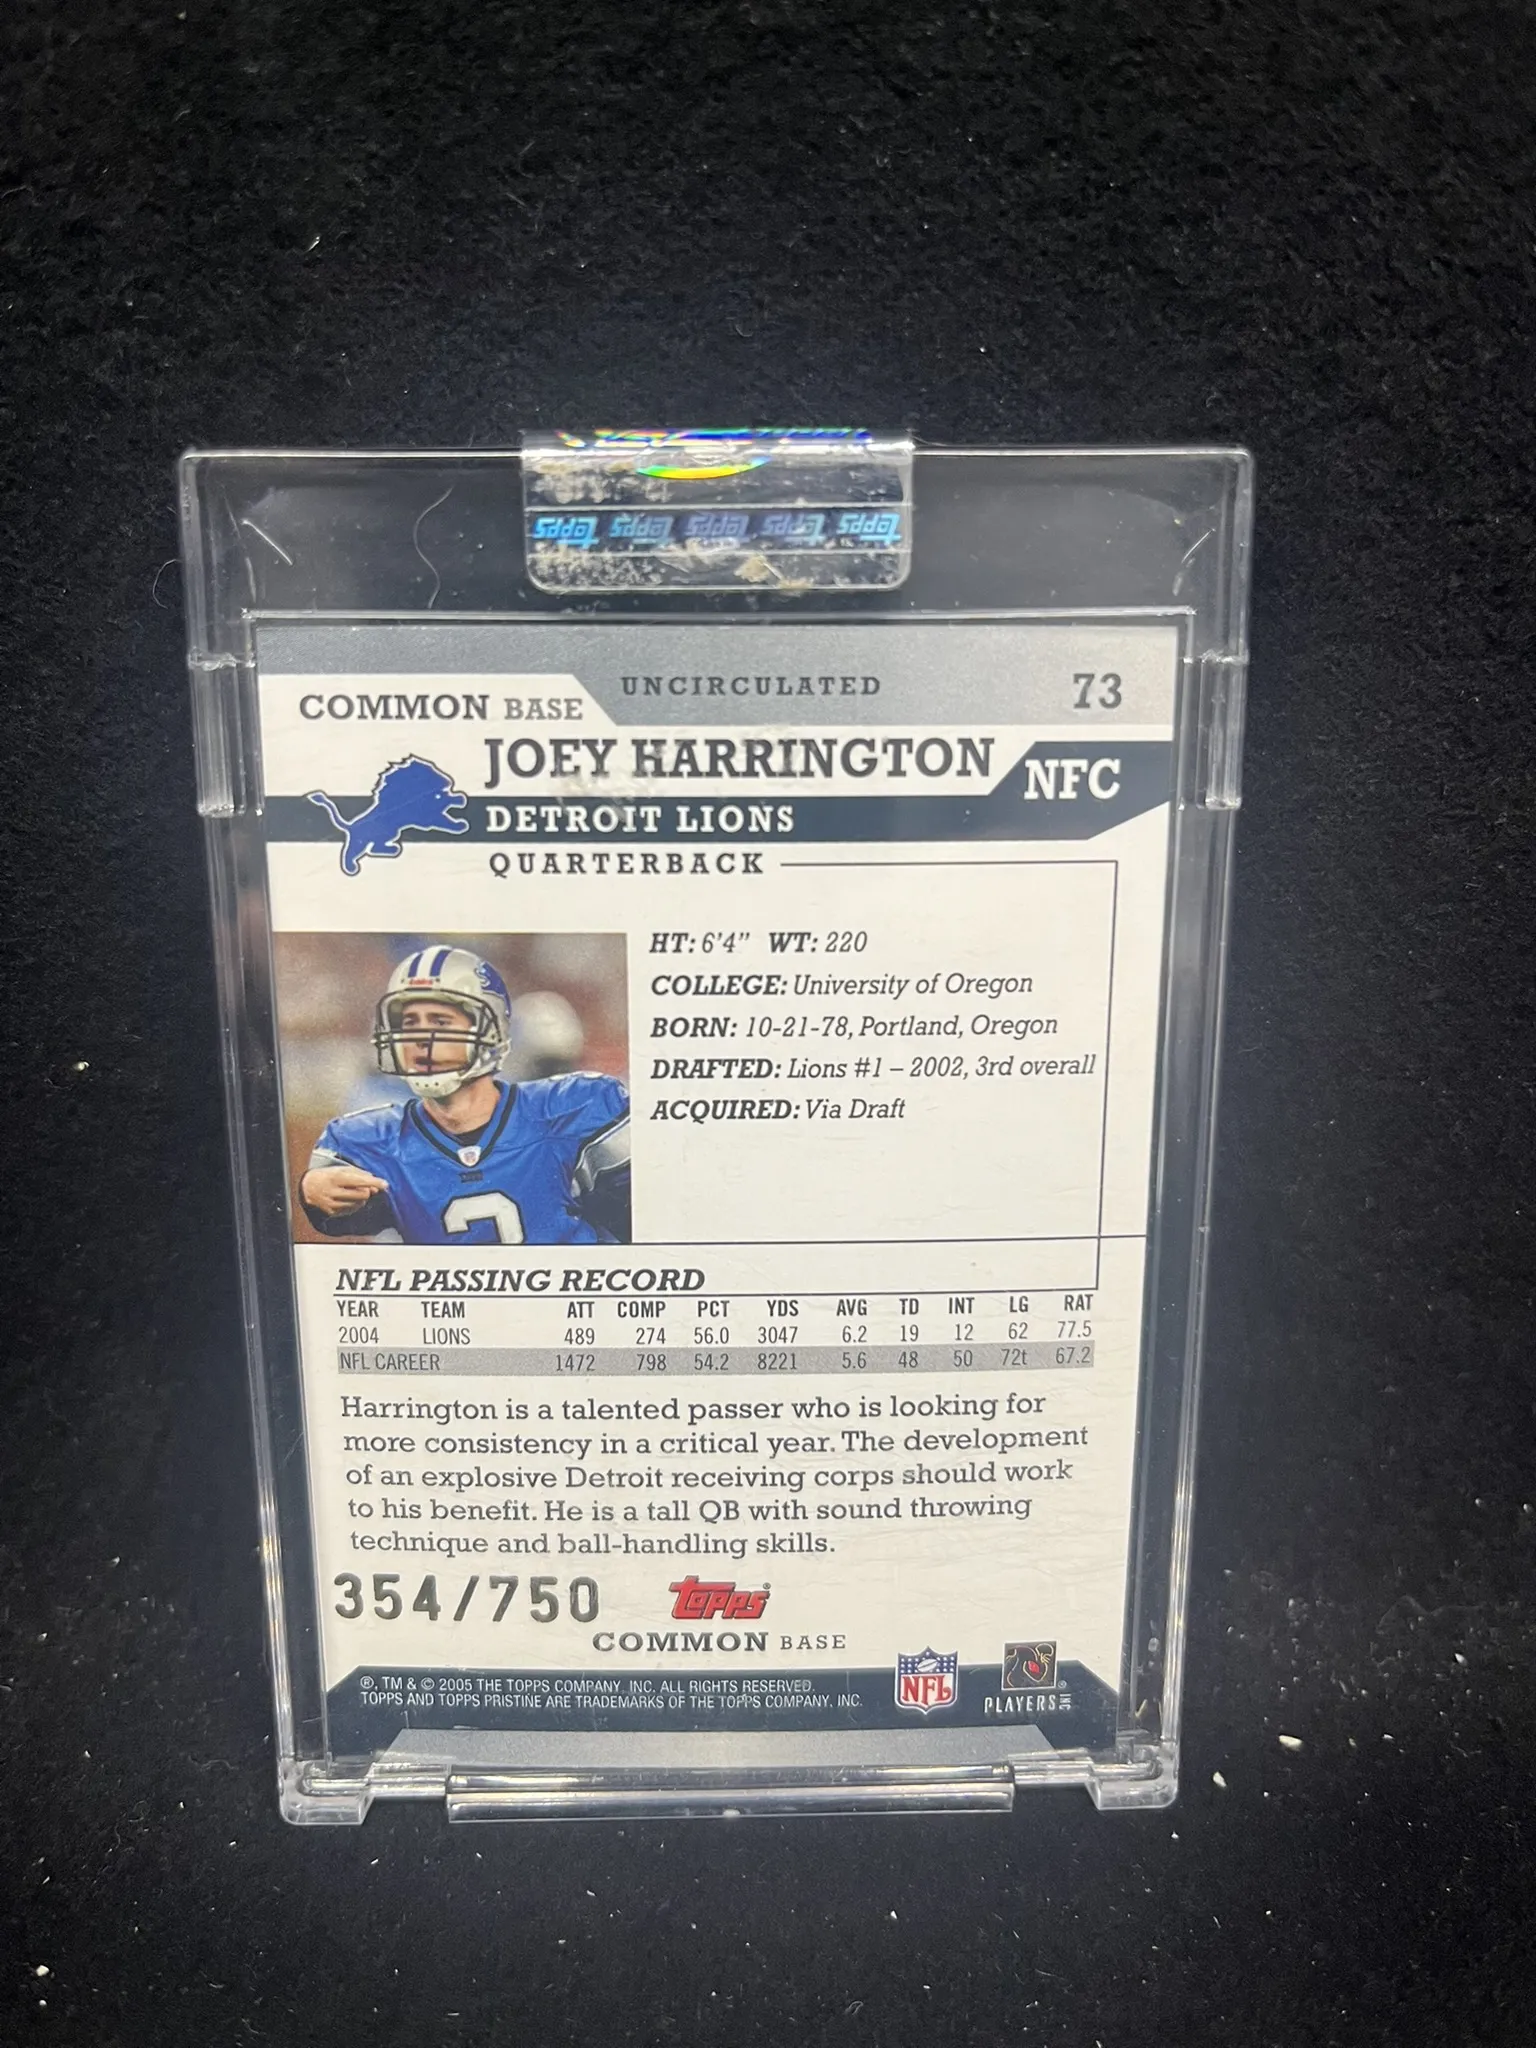 topps topps topps topps topps
UNCIRCULATED
73
COMMON BASE
JOEY HARRINGTON
NFC
DETROIT LIONS
QUARTERBACK
HT: 6'4" WT: 220
COLLEGE: University of Oregon
BORN: 10-21-78, Portland, Oregon
DRAFTED: Lions #1 – 2002, 3rd overall
ACQUIRED: Via Draft
3
NFL PASSING RECORD
YEAR TEAM ATT COMP PCT YDS AVG TD INT LG RAT
2004 LIONS 489 274 56.0 3047 6.2 19 12 62 77.5
NFL CAREER 1472 798 54.2 8221 5.6 48 50 72t 67.2
Harrington is a talented passer who is looking for
more consistency in a critical year. The development
of an explosive Detroit receiving corps should work
to his benefit. He is a tall QB with sound throwing
technique and ball-handling skills.
354/750
topps®
COMMON BASE
®, TM & © 2005 THE TOPPS COMPANY, INC. ALL RIGHTS RESERVED.
TOPPS AND TOPPS PRISTINE ARE TRADEMARKS OF THE TOPPS COMPANY, INC.
NFL
PLAYERS INC®